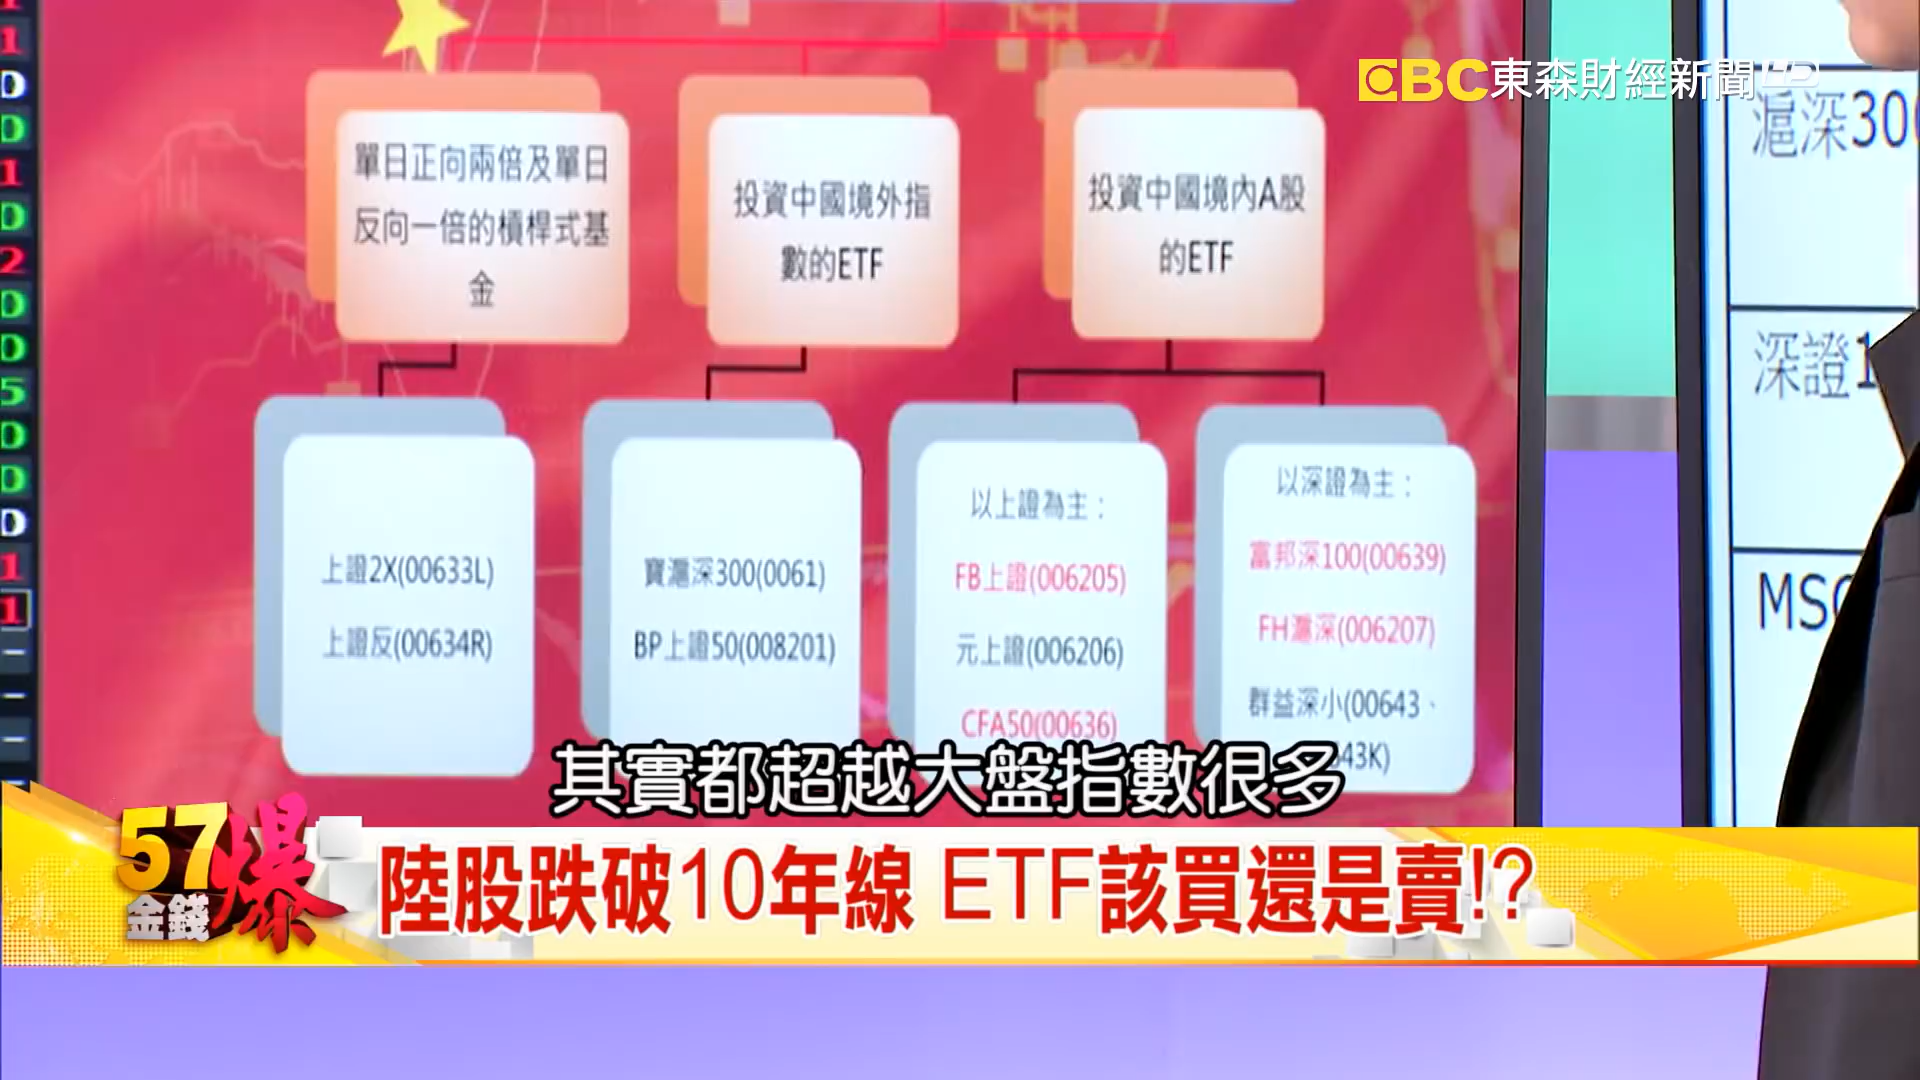 EBC東森財經新聞HD
單日正向兩倍及單日
反向一倍的槓桿式基
金
投資中國境外指
數的ETF
投資中國境內A股
的ETF
上證2X(00633L)
上證反(00634R)
寶滬深300(0061)
BP上證50(008201)
以上證為主：
FB上證(006205)
元上證(006206)
CFA50(00636)
以深證為主：
富邦深100(00639)
FH滬深(006207)
群益深小(00643、
43K)
滬深300
深證1
MSC
其實都超越大盤指數很多
57金錢爆
陸股跌破10年線 ETF該買還是賣!?